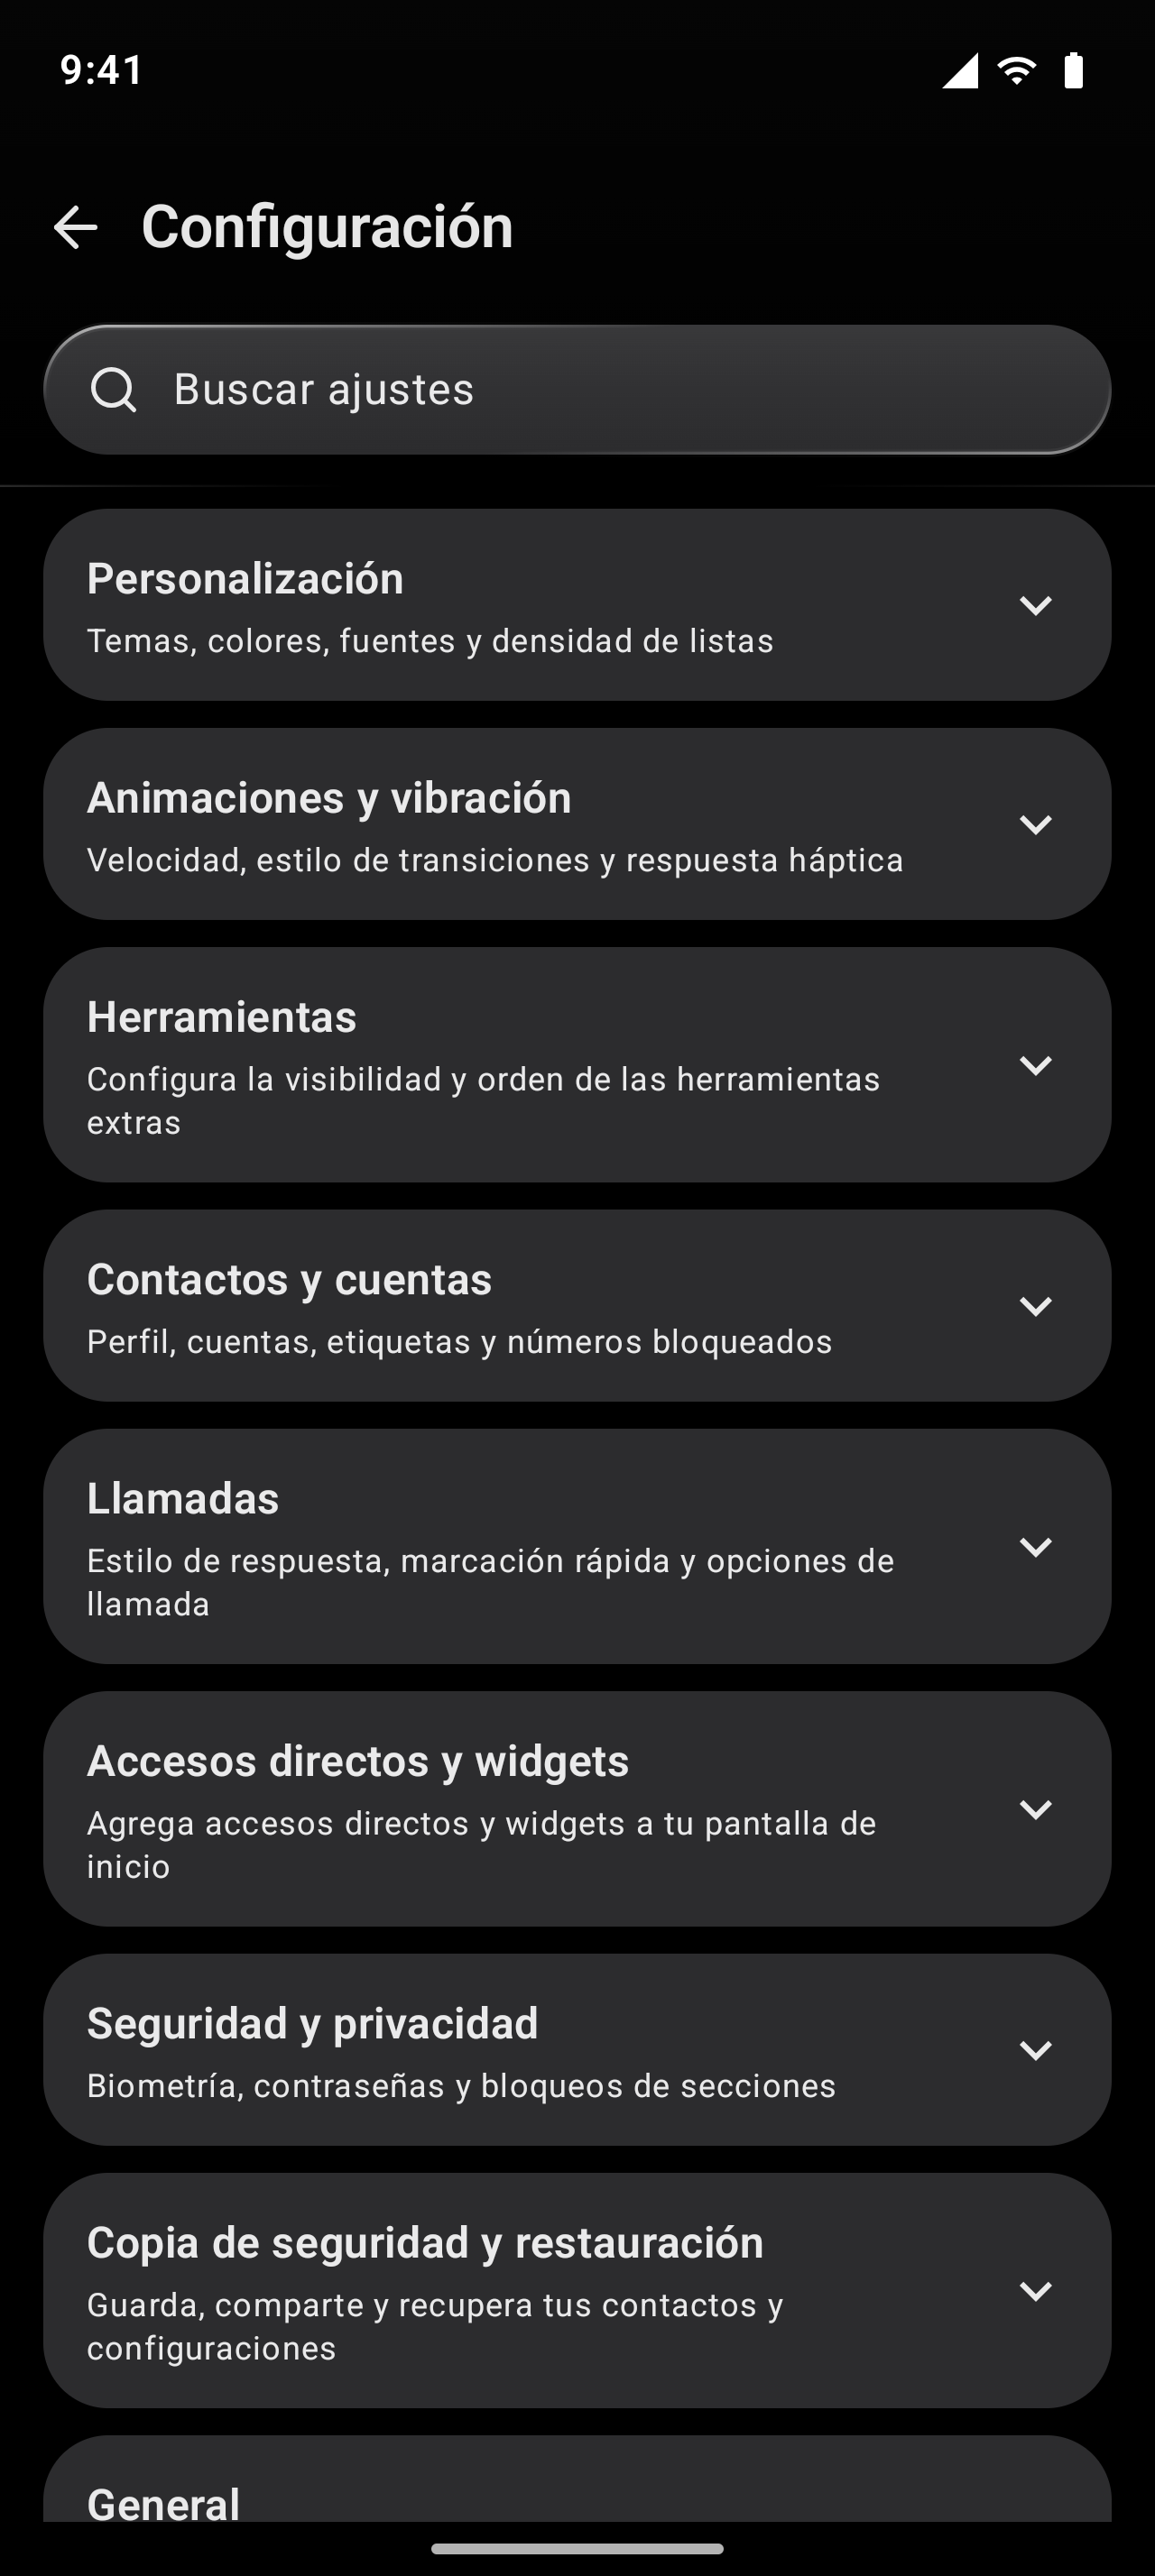 9:41
Configuración
Buscar ajustes
Personalización
Temas, colores, fuentes y densidad de listas
Animaciones y vibración
Velocidad, estilo de transiciones y respuesta háptica
Herramientas
Configura la visibilidad y orden de las herramientas
extras
Contactos y cuentas
Perfil, cuentas, etiquetas y números bloqueados
Llamadas
Estilo de respuesta, marcación rápida y opciones de
llamada
Accesos directos y widgets
Agrega accesos directos y widgets a tu pantalla de
inicio
Seguridad y privacidad
Biometría, contraseñas y bloqueos de secciones
Copia de seguridad y restauración
Guarda, comparte y recupera tus contactos y
configuraciones
General